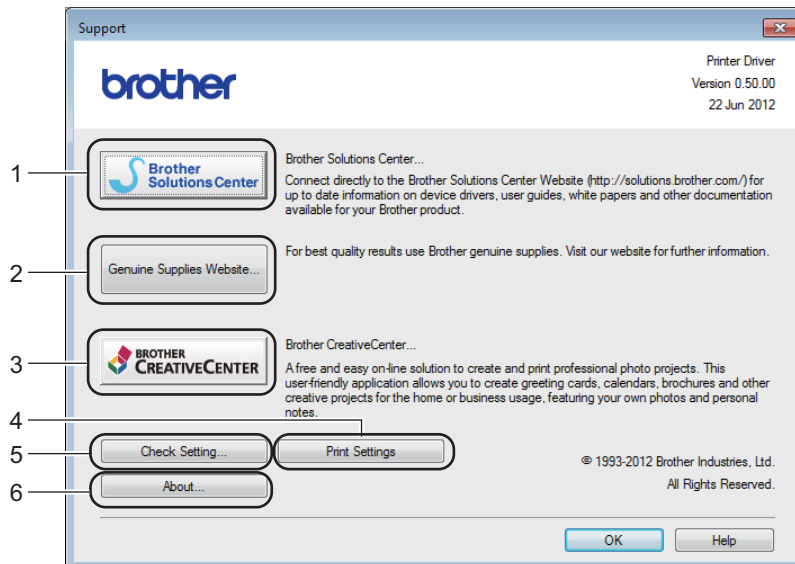 Support
brother
Printer Driver
Version 0.50.00
22 Jun 2012
1
Brother
Solutions Center
Brother Solutions Center...
Connect directly to the Brother Solutions Center Website (http://solutions.brother.com/) for
up to date information on device drivers, user guides, white papers and other documentation
available for your Brother product.
2
Genuine Supplies Website...
For best quality results use Brother genuine supplies. Visit our website for further information.
3
BROTHER
CREATIVECENTER
Brother CreativeCenter...
A free and easy on-line solution to create and print professional photo projects. This
user-friendly application allows you to create greeting cards, calendars, brochures and other
creative projects for the home or business usage, featuring your own photos and personal
notes.
4
5
Check Setting...
Print Settings
6
About...
© 1993-2012 Brother Industries, Ltd.
All Rights Reserved.
OK
Help